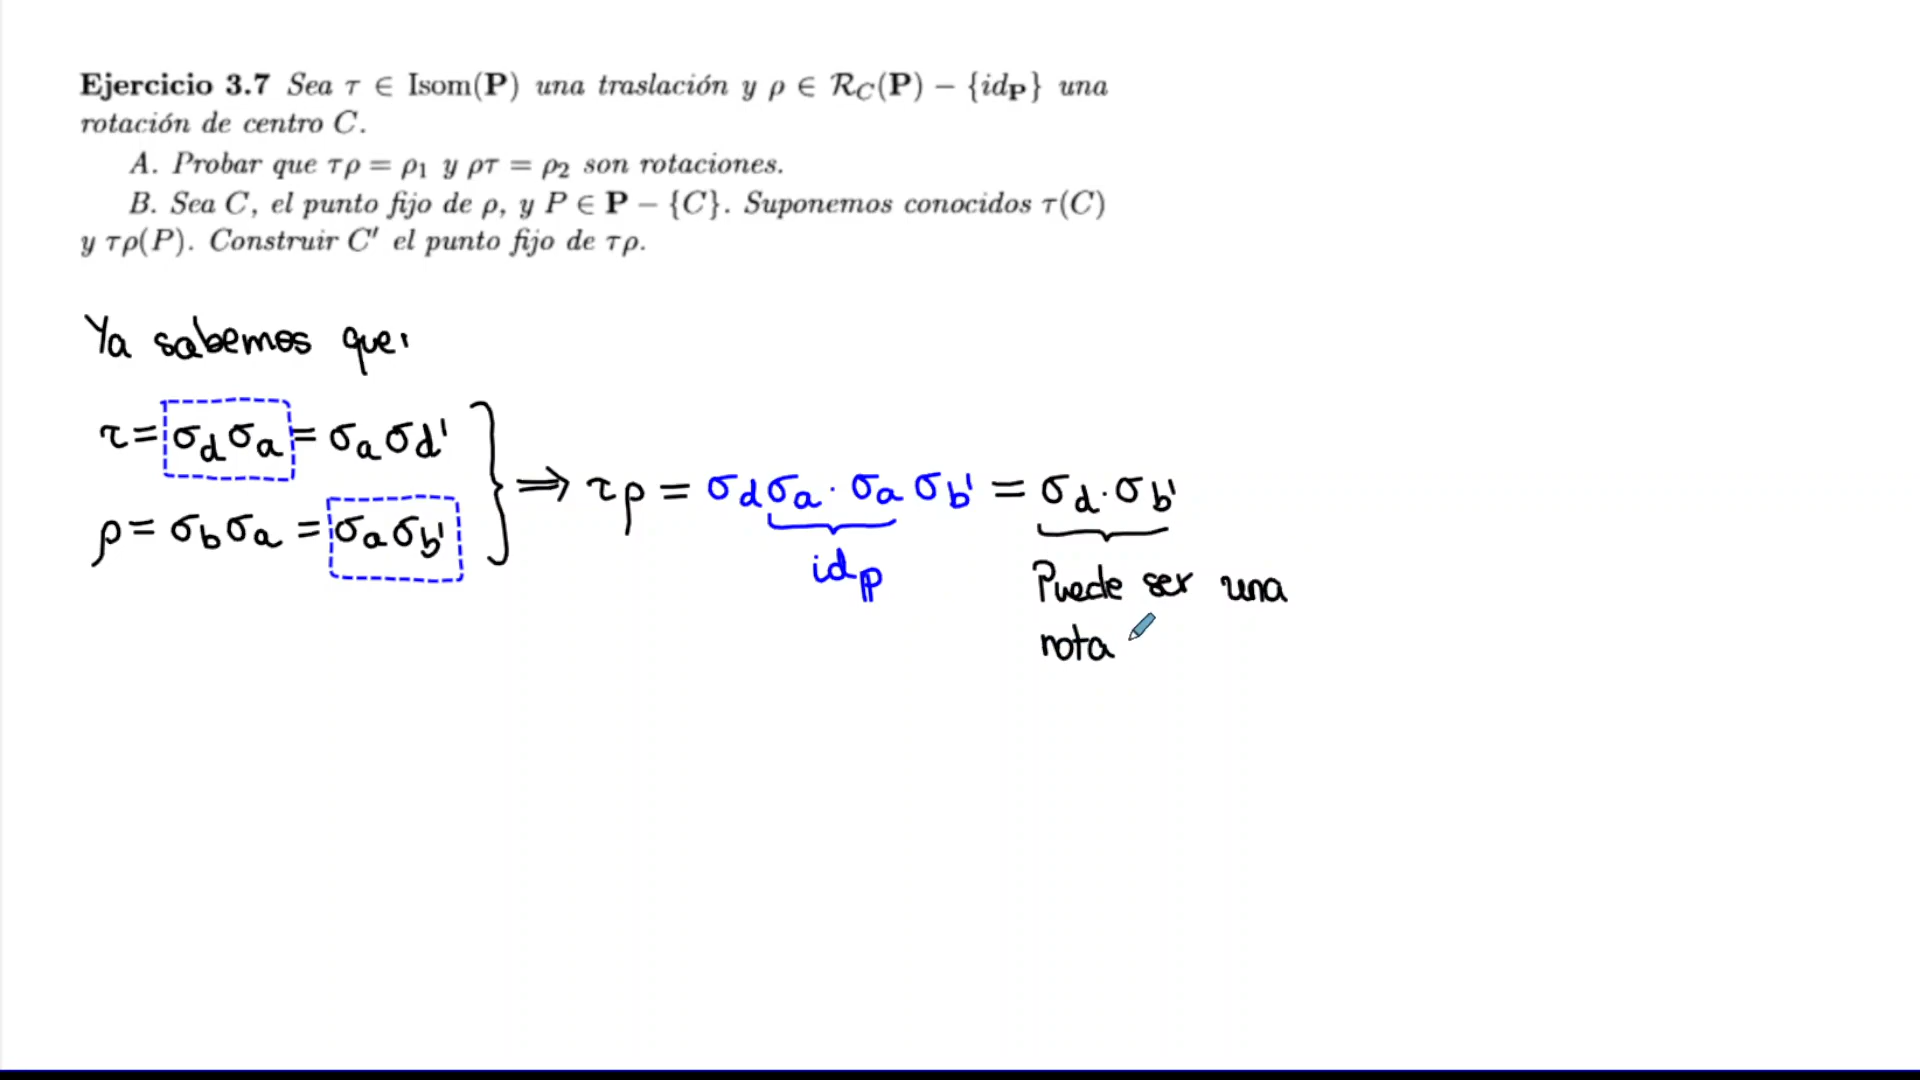 Ejercicio 3.7 Sea τ ∈ Isom(P) una traslación y ρ ∈ R_C(P) − {id_P} una
rotación de centro C.
A. Probar que τρ = ρ₁ y ρτ = ρ₂ son rotaciones.
B. Sea C, el punto fijo de ρ, y P ∈ P − {C}. Suponemos conocidos τ(C)
y τρ(P). Construir C′ el punto fijo de τρ.
Ya sabemos que:
τ = σ_d σ_a = σ_a σ_d'
ρ = σ_b σ_a = σ_a σ_b'
⟹ τρ = σ_d σ_a · σ_a σ_b' = σ_d · σ_b'
id_P
Puede ser una
rota